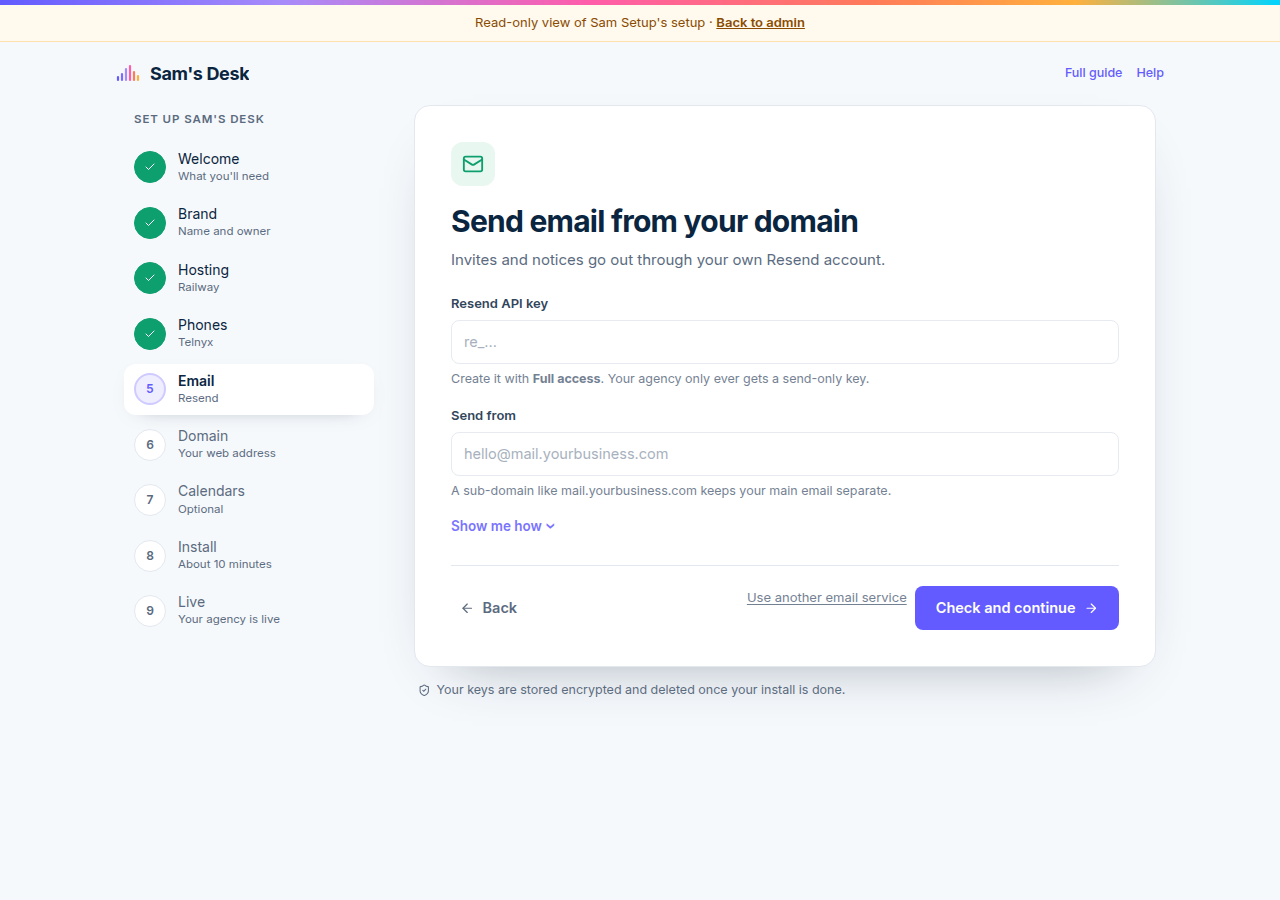 Read-only view of Sam Setup's setup · Back to admin
Sam's Desk
Full guide
Help
SET UP SAM'S DESK
Welcome
What you'll need
Brand
Name and owner
Hosting
Railway
Phones
Telnyx
5
Email
Resend
6
Domain
Your web address
7
Calendars
Optional
8
Install
About 10 minutes
9
Live
Your agency is live
Send email from your domain
Invites and notices go out through your own Resend account.
Resend API key
re_...
Create it with Full access. Your agency only ever gets a send-only key.
Send from
hello@mail.yourbusiness.com
A sub-domain like mail.yourbusiness.com keeps your main email separate.
Show me how
Back
Use another email service
Check and continue
Your keys are stored encrypted and deleted once your install is done.